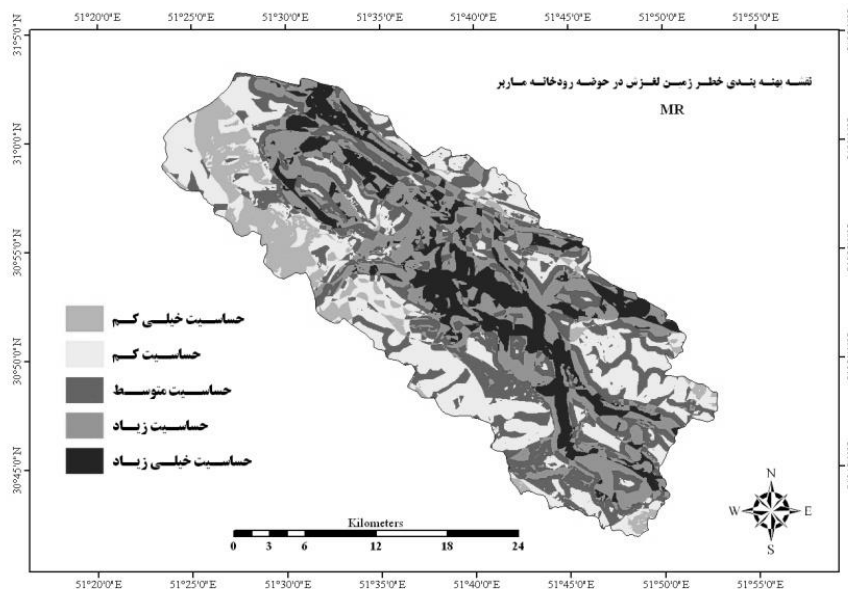 51°20'0"E 51°25'0"E 51°30'0"E 51°35'0"E 51°40'0"E 51°45'0"E 51°50'0"E 51°55'0"E
نقشه پهنه بندی خطر زمین لغزش در حوضه رودخانه ماربر
MR
31°5'0"N
31°0'0"N
30°55'0"N
30°50'0"N
30°45'0"N
حساسیت خیلی کم
حساسیت کم
حساسیت متوسط
حساسیت زیاد
حساسیت خیلی زیاد
Kilometers
0 3 6 12 18 24
N
W E
S
51°20'0"E 51°25'0"E 51°30'0"E 51°35'0"E 51°40'0"E 51°45'0"E 51°50'0"E 51°55'0"E